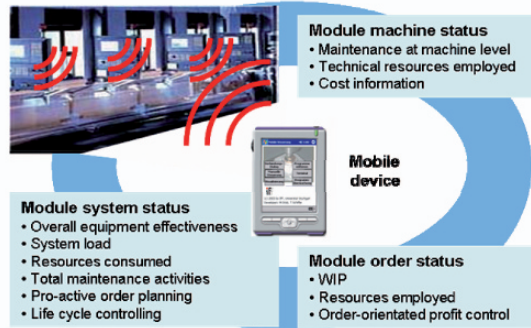 Module machine status
• Maintenance at machine level
• Technical resources employed
• Cost information
Mobile
device
Module system status
• Overall equipment effectiveness
• System load
• Resources consumed
• Total maintenance activities
• Pro-active order planning
• Life cycle controlling
Module order status
• WIP
• Resources employed
• Order-orientated profit control